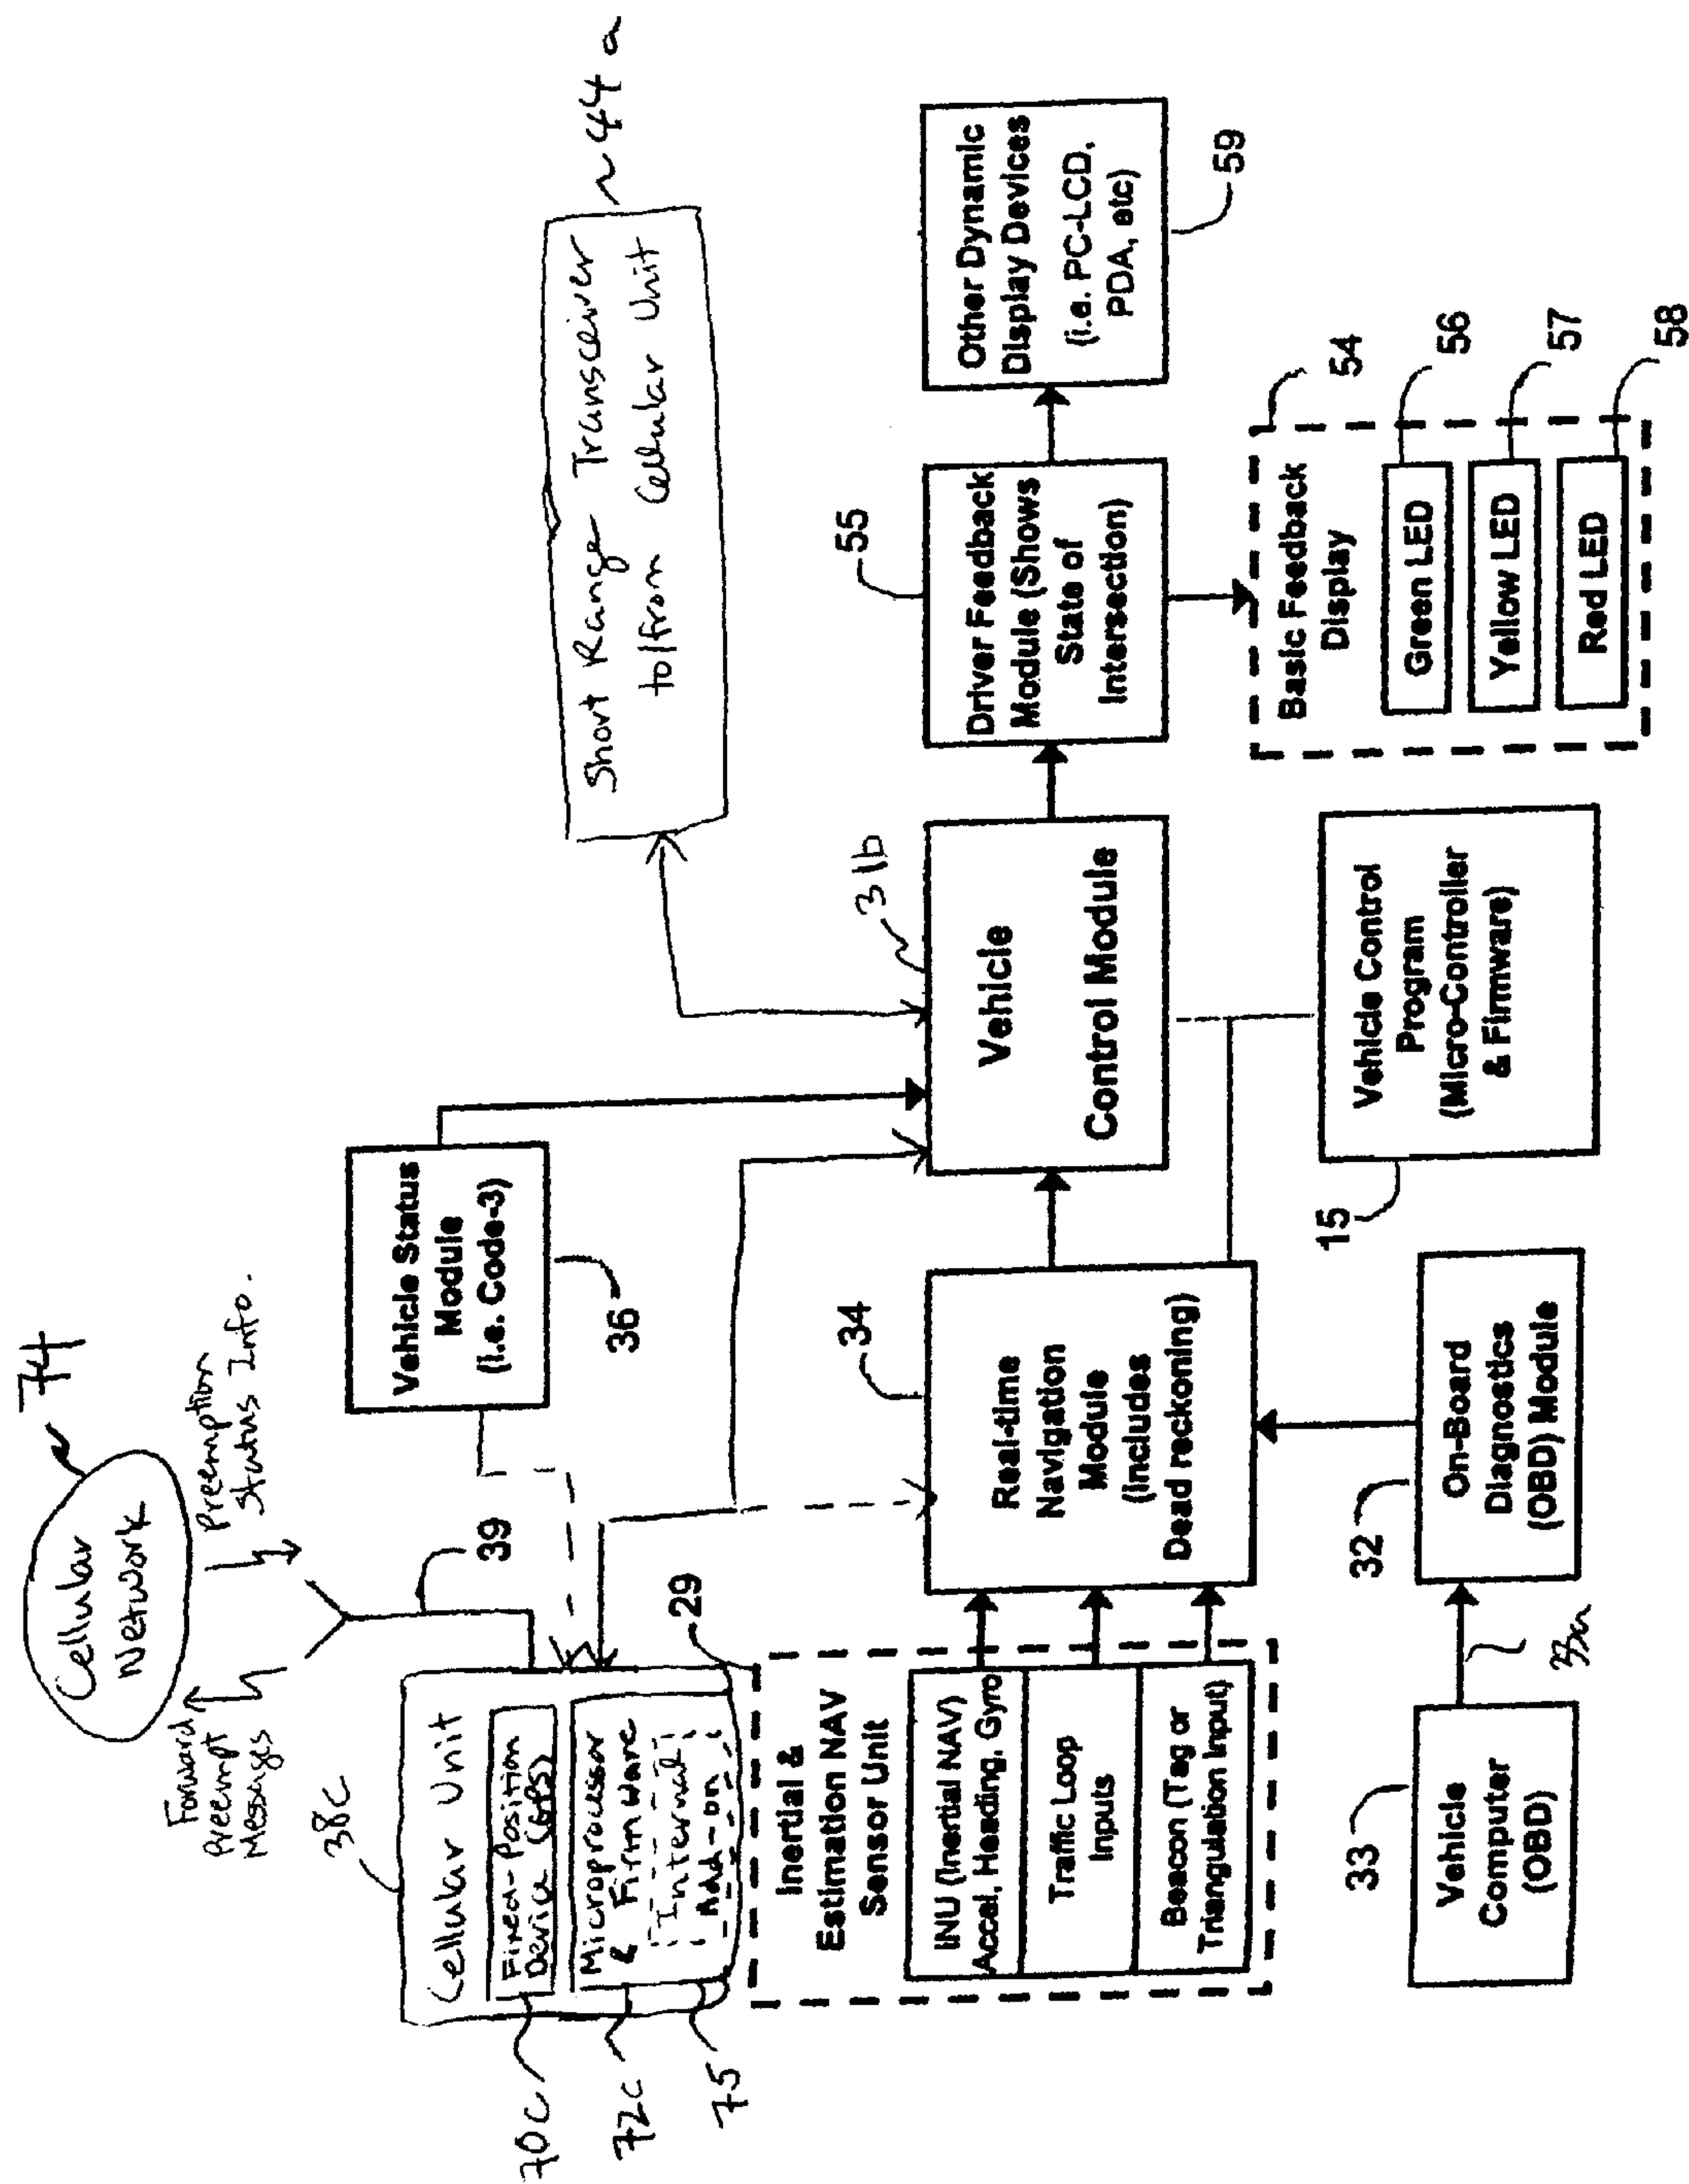 74
Cellular
Network
Forward
Preempt
Messages
Preemption
Status Info.
38c
39
Cellular Unit
Fixed-Position
Device (GPS)
Microprocessor
& Firmware
Internal
Add-on
70c
72c
75
Vehicle Status
Module
(i.e. Code-3)
36
Short Range Transceiver
to/from Cellular Unit
44a
29
Inertial &
Estimation NAV
Sensor Unit
INU (Inertial NAV)
Accel, Heading, Gyro
Traffic Loop
Inputs
Beacon (Tag or
Triangulation Input)
34
Real-time
Navigation
Module
(includes
Dead reckoning)
31b
Vehicle
Control Module
55
Driver Feedback
Module (Shows
State of
Intersection)
Other Dynamic
Display Devices
(i.e. PC-LCD,
PDA, etc)
59
33
Vehicle
Computer
(OBD)
33a
32
On-Board
Diagnostics
(OBD) Module
15
Vehicle Control
Program
(Micro-Controller
& Firmware)
54
Basic Feedback
Display
Green LED
56
Yellow LED
57
Red LED
58